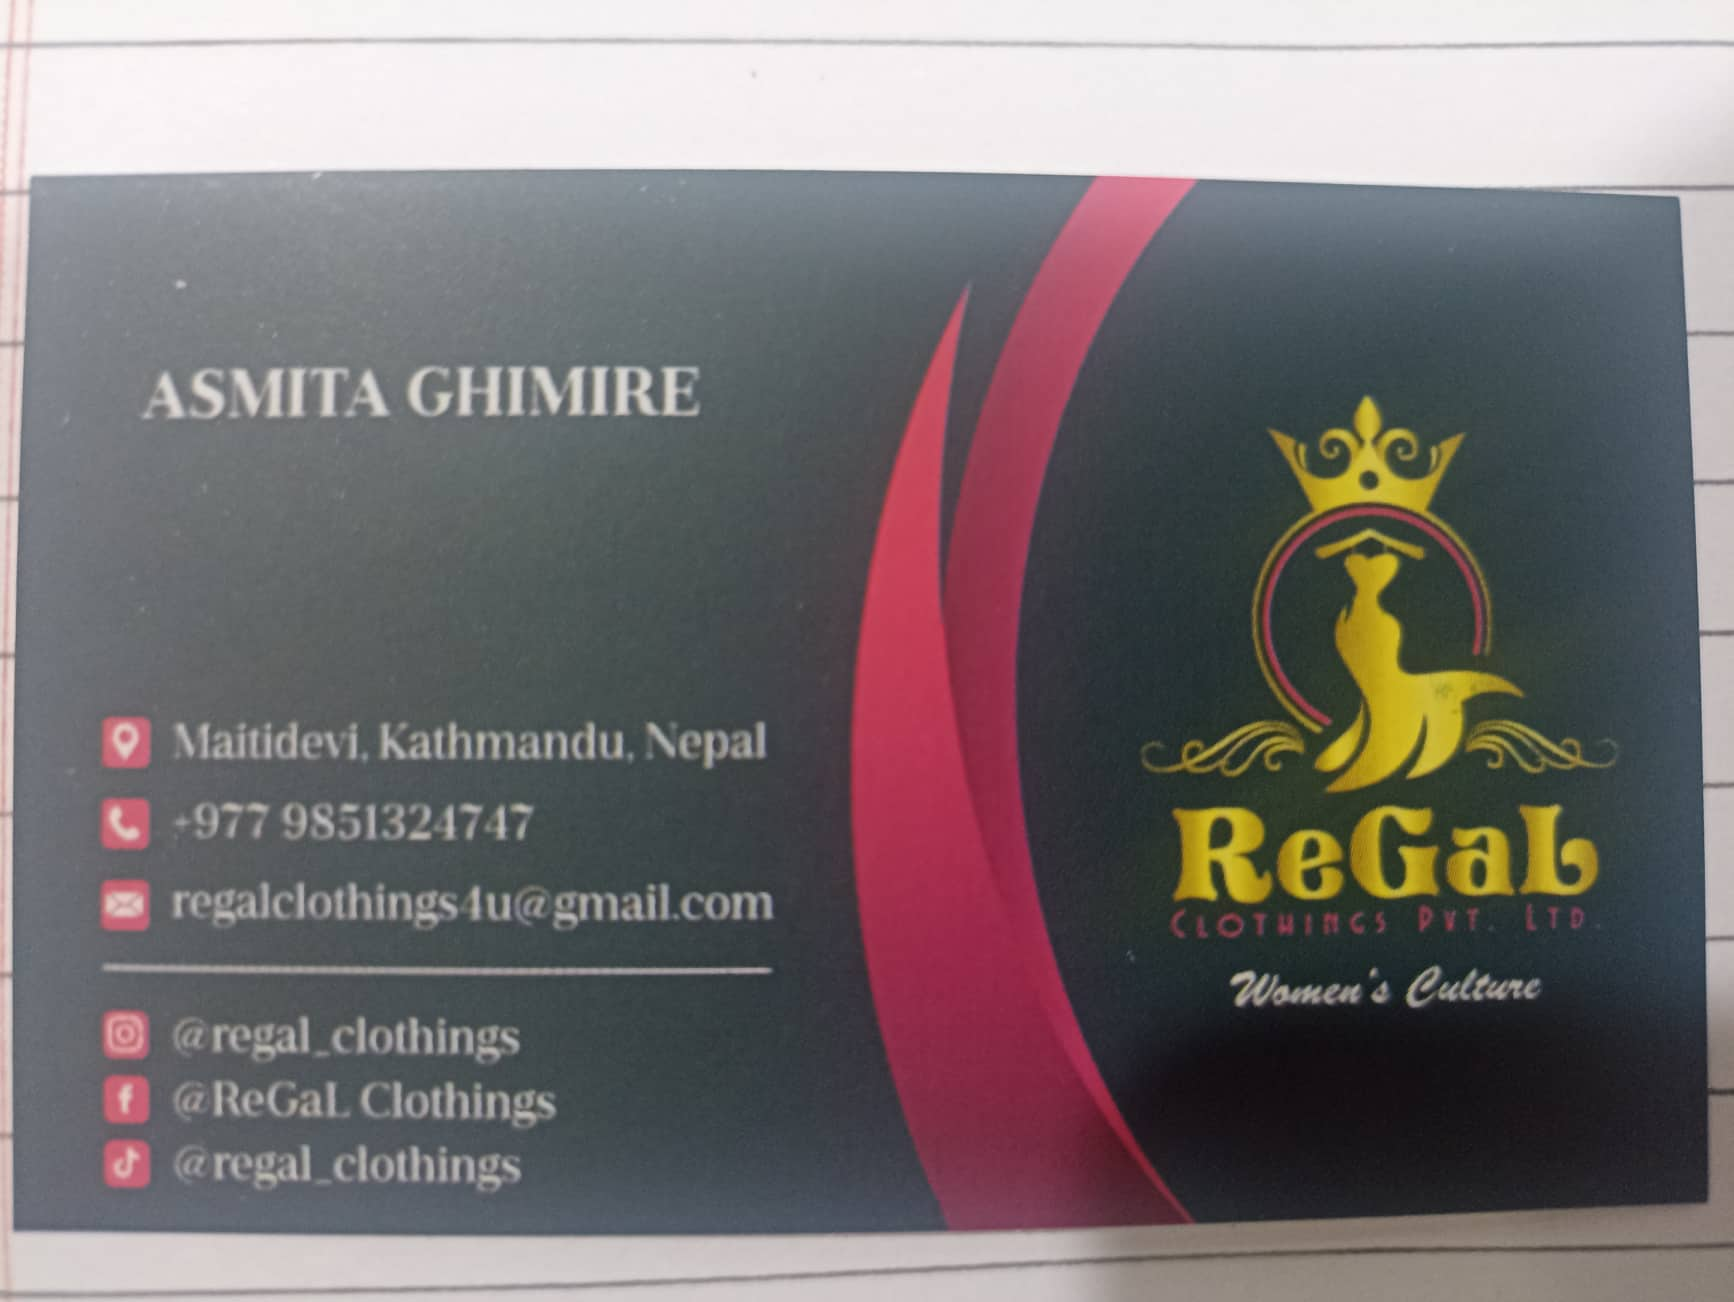 ASMITA GHIMIRE
Maitidevi, Kathmandu, Nepal
+977 9851324747
regalclothings4u@gmail.com
@regal_clothings
@ReGaL Clothings
@regal_clothings
ReGaL
CLOTHINGS PVT. LTD.
Women's Culture